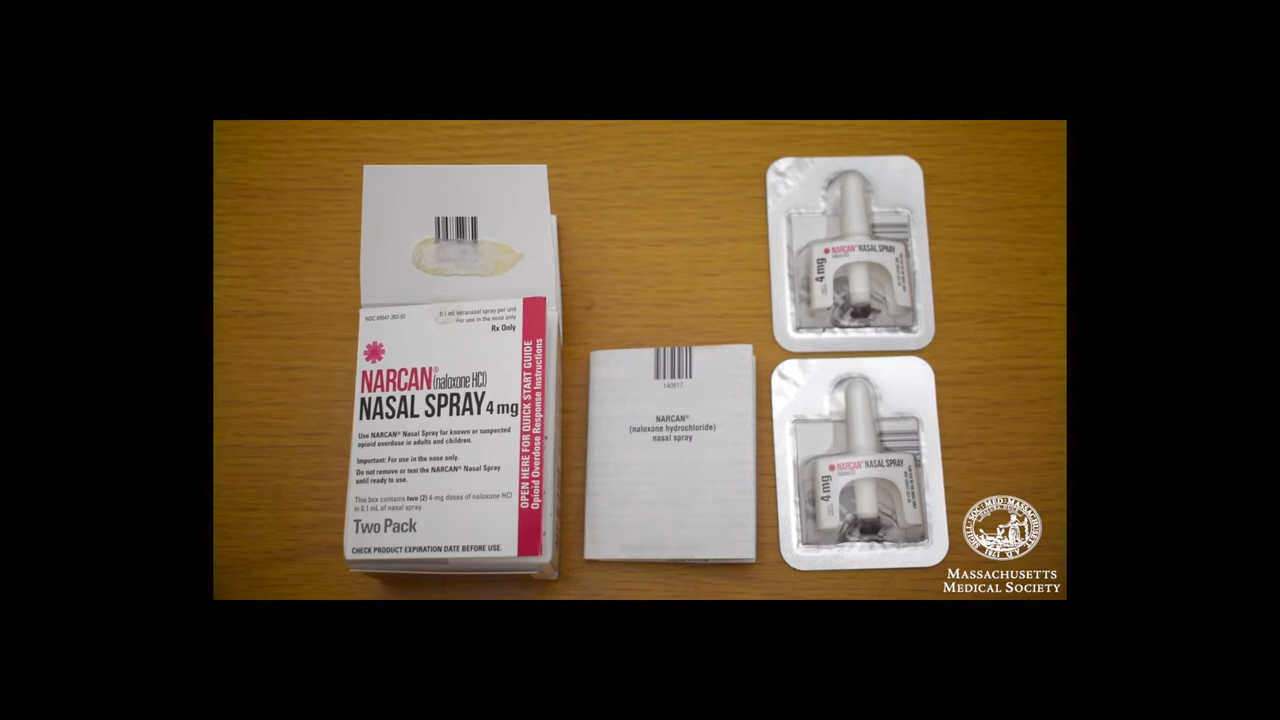 NDC 69547-353-02
0.1 mL intranasal spray per unit
For use in the nose only
Rx Only
NARCAN® (naloxone HCl)
NASAL SPRAY 4 mg
Use NARCAN® Nasal Spray for known or suspected
opioid overdose in adults and children.
Important: For use in the nose only.
Do not remove or test the NARCAN® Nasal Spray
until ready to use.
This box contains two (2) 4-mg doses of naloxone HCl
in 0.1 mL of nasal spray.
Two Pack
CHECK PRODUCT EXPIRATION DATE BEFORE USE.
OPEN HERE FOR QUICK START GUIDE
Opioid Overdose Response Instructions
140817
NARCAN®
(naloxone hydrochloride)
nasal spray
NARCAN® NASAL SPRAY
4 mg
NARCAN® NASAL SPRAY
4 mg
MASSACHUSETTS
MEDICAL SOCIETY